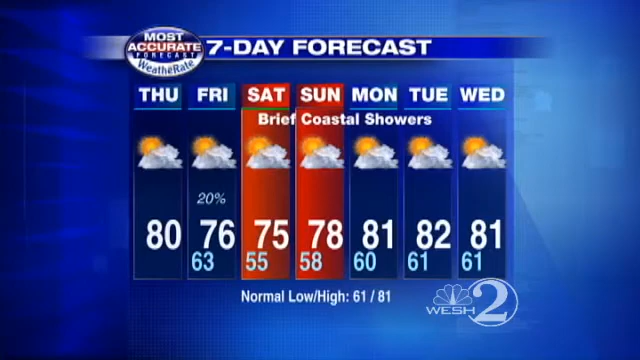 MOST
ACCURATE
FORECAST
WeatheRate
7-DAY FORECAST
THU FRI SAT SUN MON TUE WED
Brief Coastal Showers
20%
80 76 75 78 81 82 81
63 55 58 60 61 61
Normal Low/High: 61 / 81
WESH 2